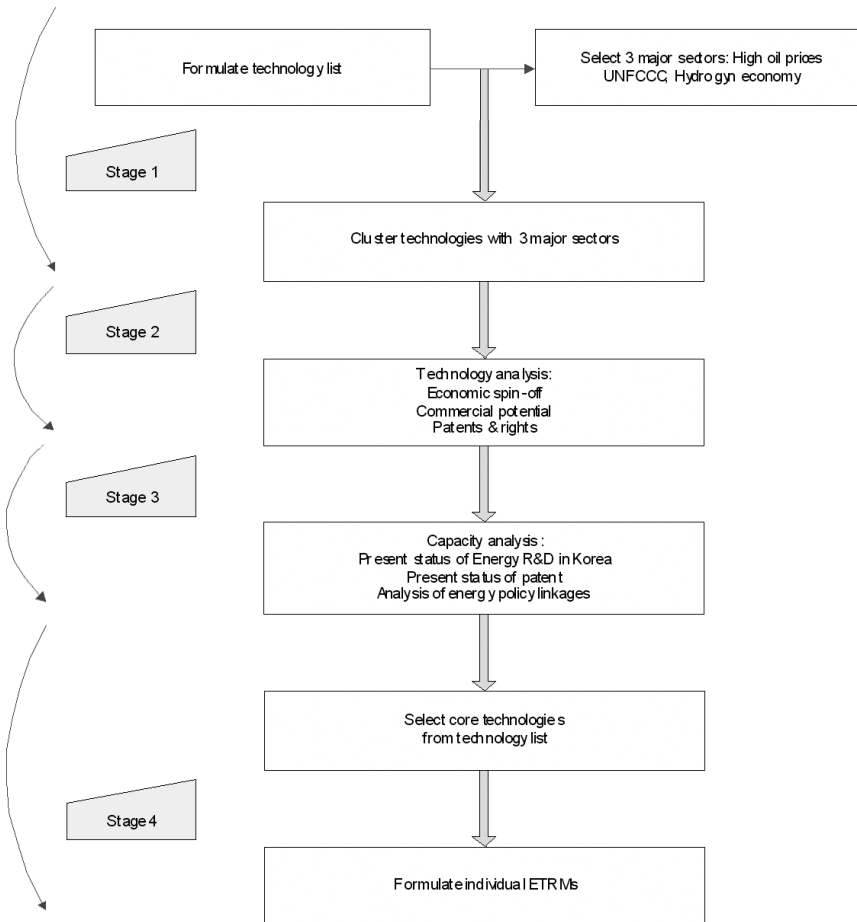 Formulate technology list
Select 3 major sectors: High oil prices
UNFCCC, Hydrogyn economy
Stage 1
Cluster technologies with 3 major sectors
Stage 2
Technology analysis:
Economic spin-off
Commercial potential
Patents & rights
Stage 3
Capacity analysis :
Present status of Energy R&D in Korea
Present status of patent
Analysis of energy policy linkages
Select core technologies
from technology list
Stage 4
Formulate individual ETRMs